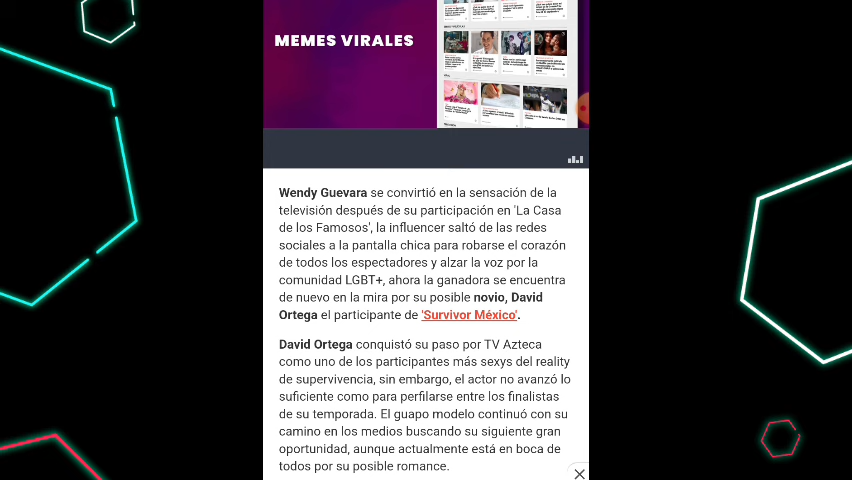 MEMES VIRALES
Wendy Guevara se convirtió en la sensación de la
televisión después de su participación en 'La Casa
de los Famosos', la influencer saltó de las redes
sociales a la pantalla chica para robarse el corazón
de todos los espectadores y alzar la voz por la
comunidad LGBT+, ahora la ganadora se encuentra
de nuevo en la mira por su posible novio, David
Ortega el participante de 'Survivor México'.
David Ortega conquistó su paso por TV Azteca
como uno de los participantes más sexys del reality
de supervivencia, sin embargo, el actor no avanzó lo
suficiente como para perfilarse entre los finalistas
de su temporada. El guapo modelo continuó con su
camino en los medios buscando su siguiente gran
oportunidad, aunque actualmente está en boca de
todos por su posible romance.